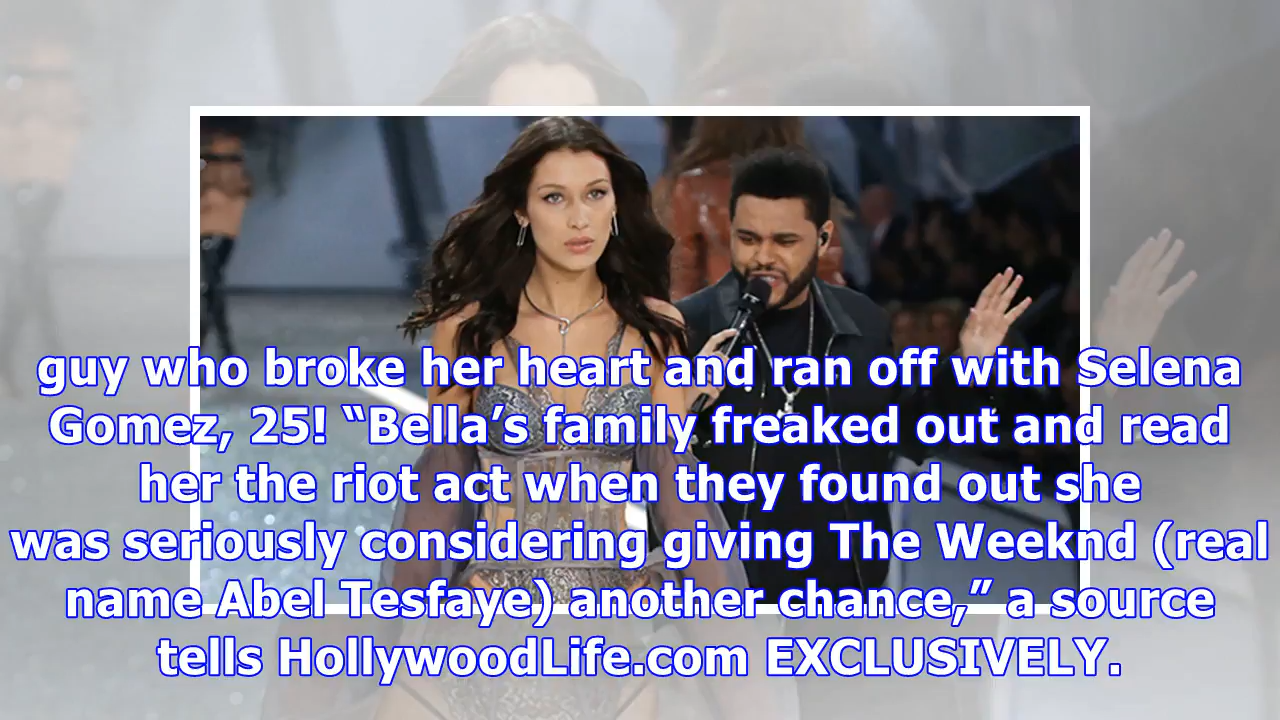 guy who broke her heart and ran off with Selena
Gomez, 25! “Bella’s family freaked out and read
her the riot act when they found out she
was seriously considering giving The Weeknd (real
name Abel Tesfaye) another chance,” a source
tells HollywoodLife.com EXCLUSIVELY.